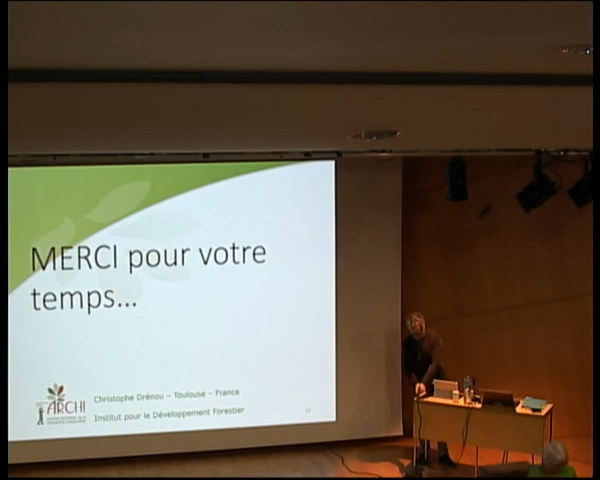 MERCI pour votre
temps...
ARCHI
Christophe Drénou – Toulouse – France
Institut pour le Développement Forestier